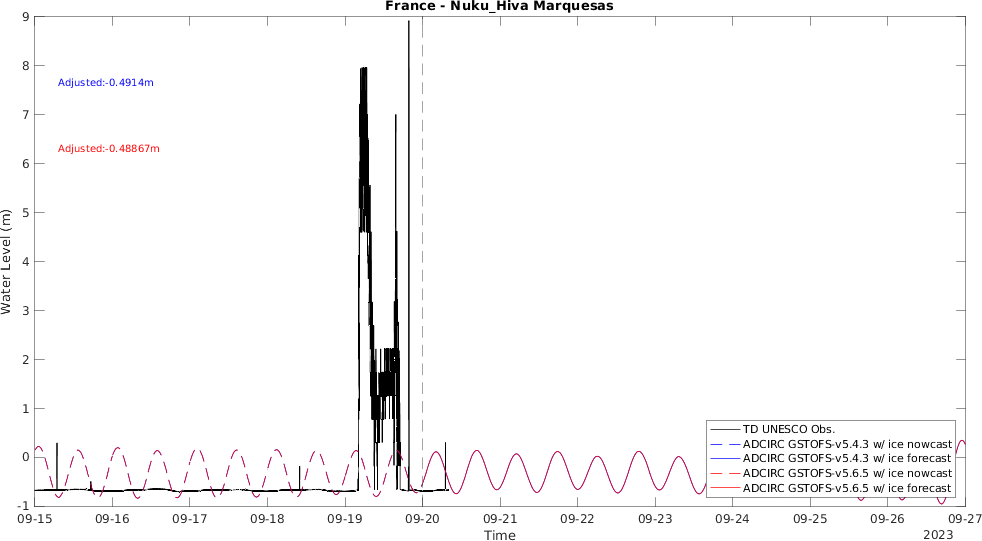 France - Nuku_Hiva Marquesas
9
8
7
6
5
4
3
2
1
0
-1
Water Level (m)
Adjusted:-0.4914m
Adjusted:-0.48867m
TD UNESCO Obs.
ADCIRC GSTOFS-v5.4.3 w/ ice nowcast
ADCIRC GSTOFS-v5.4.3 w/ ice forecast
ADCIRC GSTOFS-v5.6.5 w/ ice nowcast
ADCIRC GSTOFS-v5.6.5 w/ ice forecast
09-15 09-16 09-17 09-18 09-19 09-20 09-21 09-22 09-23 09-24 09-25 09-26 09-27
Time
2023